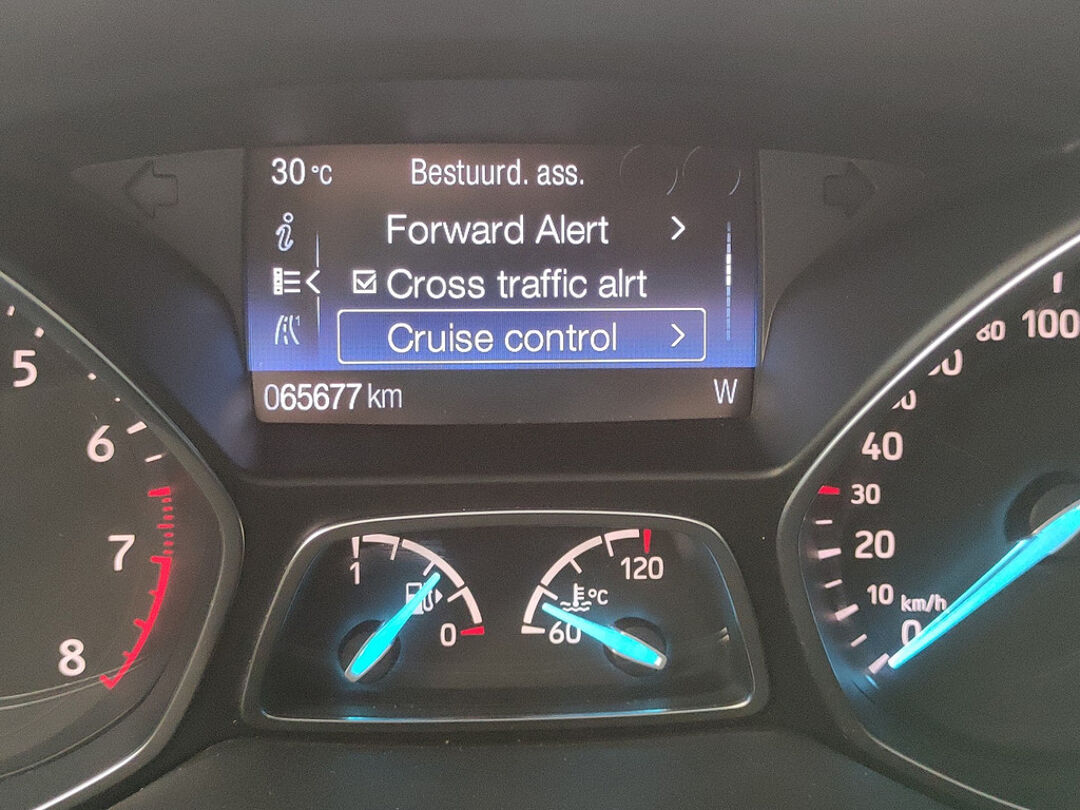 30 °C Bestuurd. ass.
Forward Alert
Cross traffic alrt
Cruise control
065677 km W
5
6
7
8
1
0
120
60
°C
100
80
40
30
20
10
km/h
0